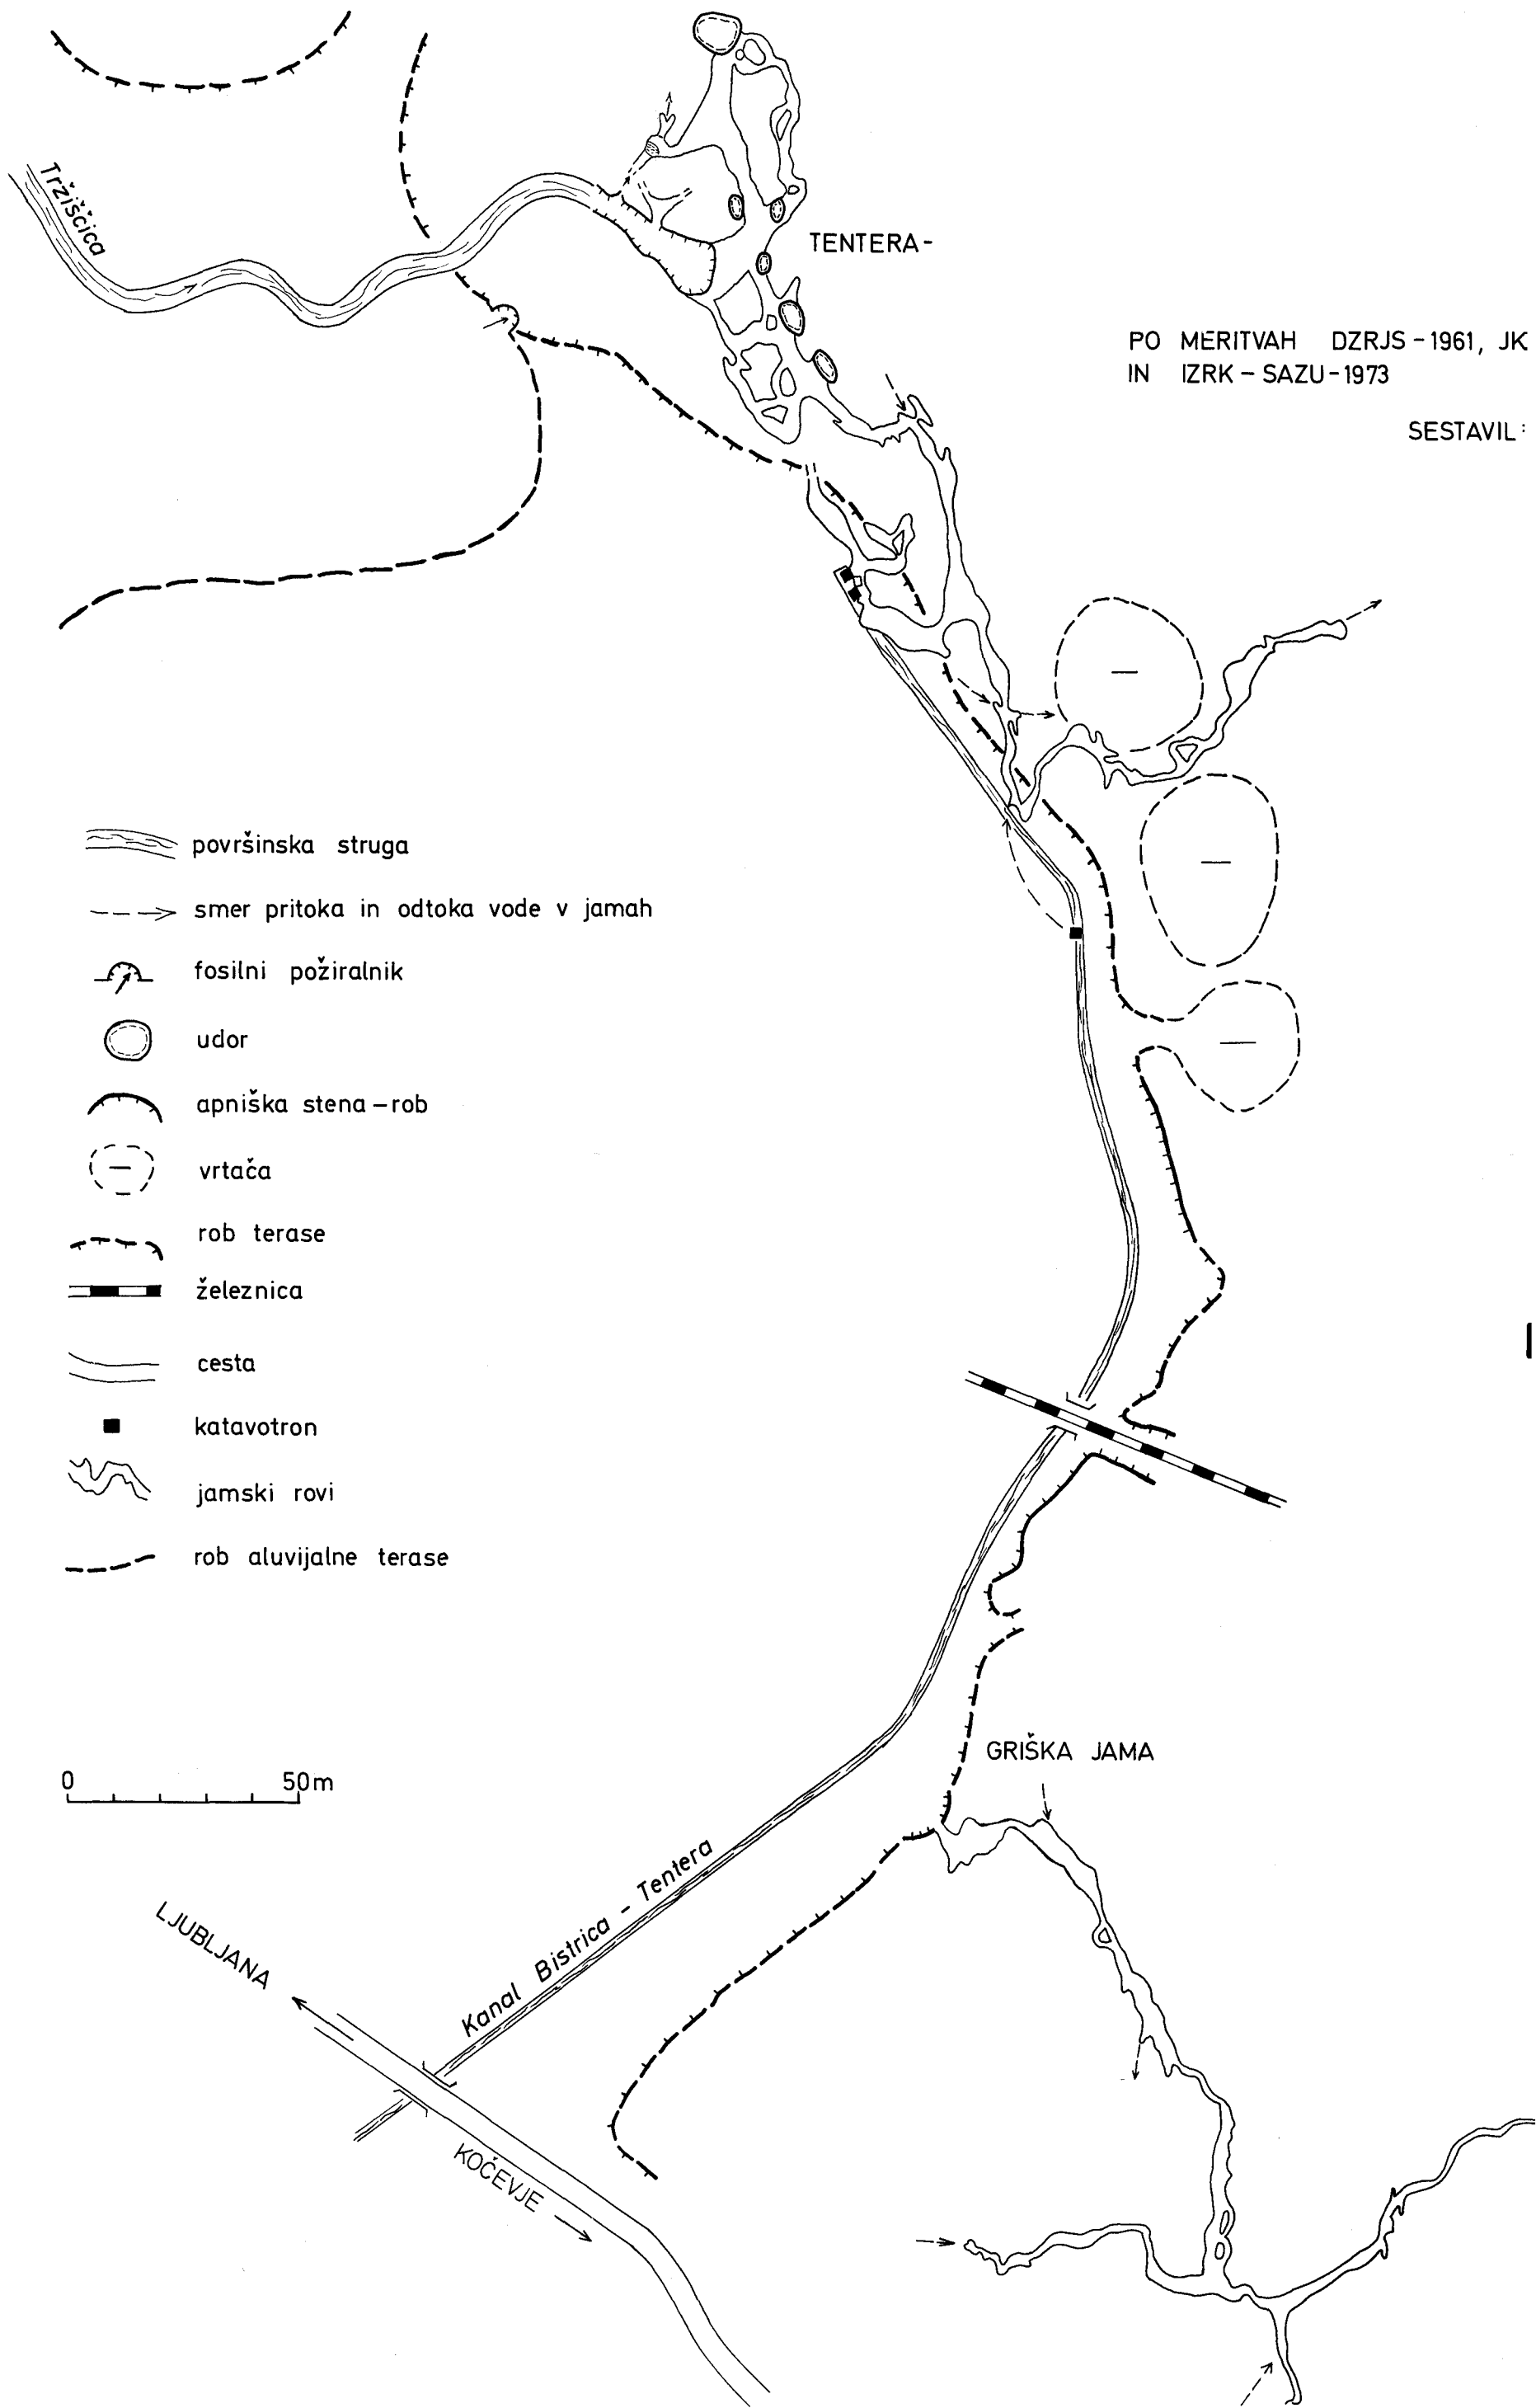 Tržiščica
TENTERA-
PO MERITVAH DZRJS-1961, JK
IN IZRK-SAZU-1973
SESTAVIL:
površinska struga
smer pritoka in odtoka vode v jamah
fosilni požiralnik
udor
apniška stena-rob
vrtača
rob terase
železnica
cesta
katavotron
jamski rovi
rob aluvijalne terase
0 50m
GRIŠKA JAMA
Kanal Bistrica - Tentera
LJUBLJANA
KOČEVJE